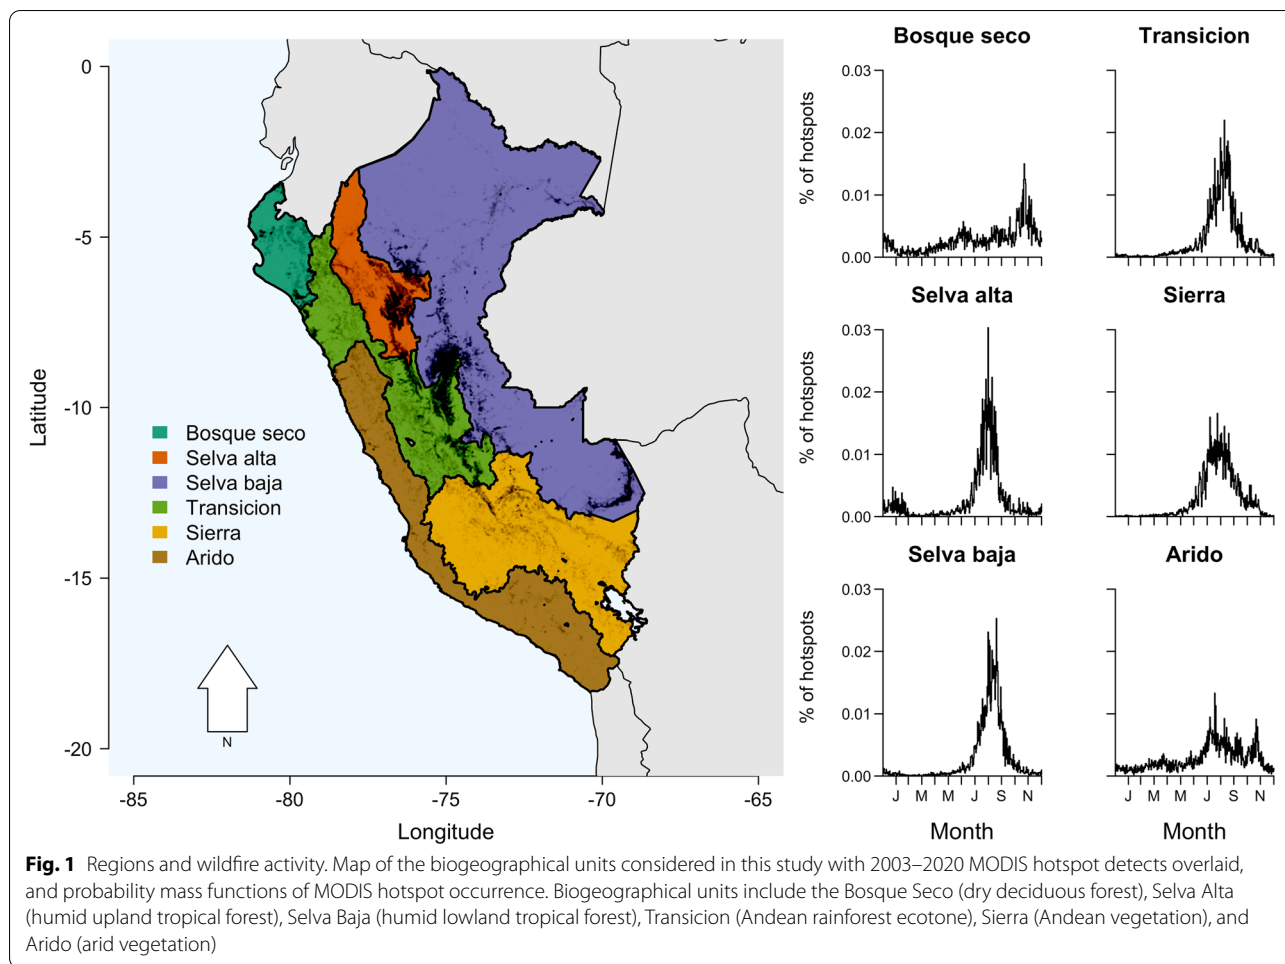 Bosque seco
Transicion
0
-5
-10
-15
-20
Latitude
-85
-80
-75
-70
-65
Longitude
Bosque seco
Selva alta
Selva baja
Transicion
Sierra
Arido
N
% of hotspots
0.03
0.02
0.01
0.00
Selva alta
Sierra
% of hotspots
0.03
0.02
0.01
0.00
Selva baja
Arido
% of hotspots
0.03
0.02
0.01
0.00
J M M J S N
J M M J S N
Month
Month
Fig. 1 Regions and wildfire activity. Map of the biogeographical units considered in this study with 2003–2020 MODIS hotspot detects overlaid,
and probability mass functions of MODIS hotspot occurrence. Biogeographical units include the Bosque Seco (dry deciduous forest), Selva Alta
(humid upland tropical forest), Selva Baja (humid lowland tropical forest), Transicion (Andean rainforest ecotone), Sierra (Andean vegetation), and
Arido (arid vegetation)